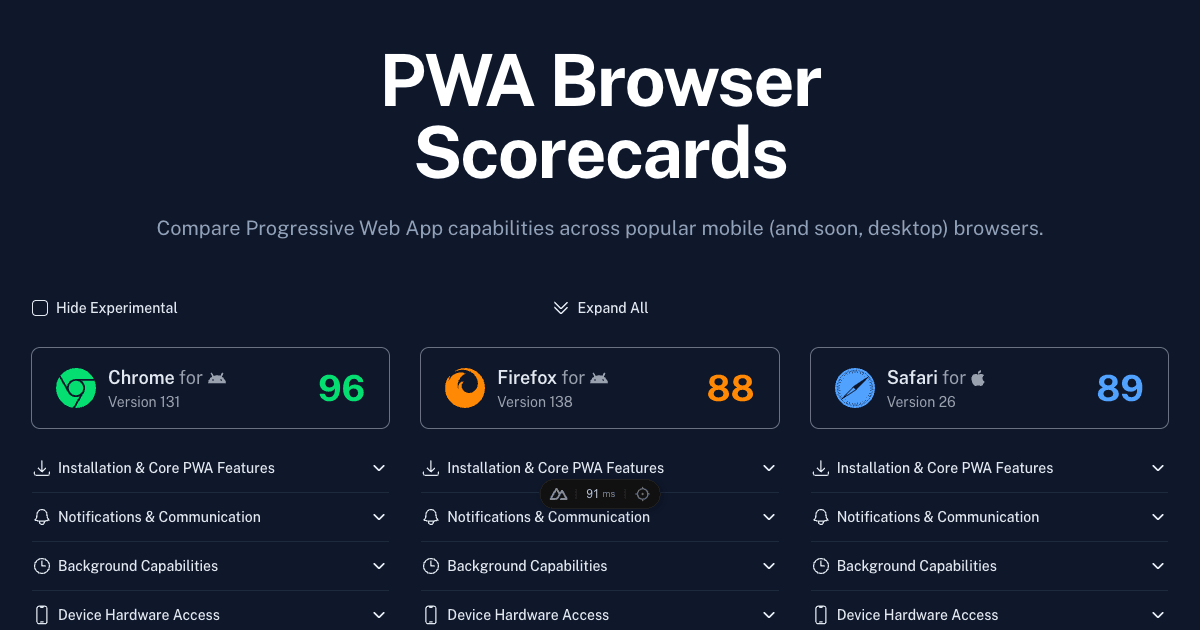 PWA Browser
Scorecards
Compare Progressive Web App capabilities across popular mobile (and soon, desktop) browsers.
Hide Experimental
Expand All
Chrome for
Version 131
96
Firefox for
Version 138
88
Safari for
Version 26
89
Installation & Core PWA Features
Installation & Core PWA Features
Installation & Core PWA Features
91 ms
Notifications & Communication
Notifications & Communication
Notifications & Communication
Background Capabilities
Background Capabilities
Background Capabilities
Device Hardware Access
Device Hardware Access
Device Hardware Access